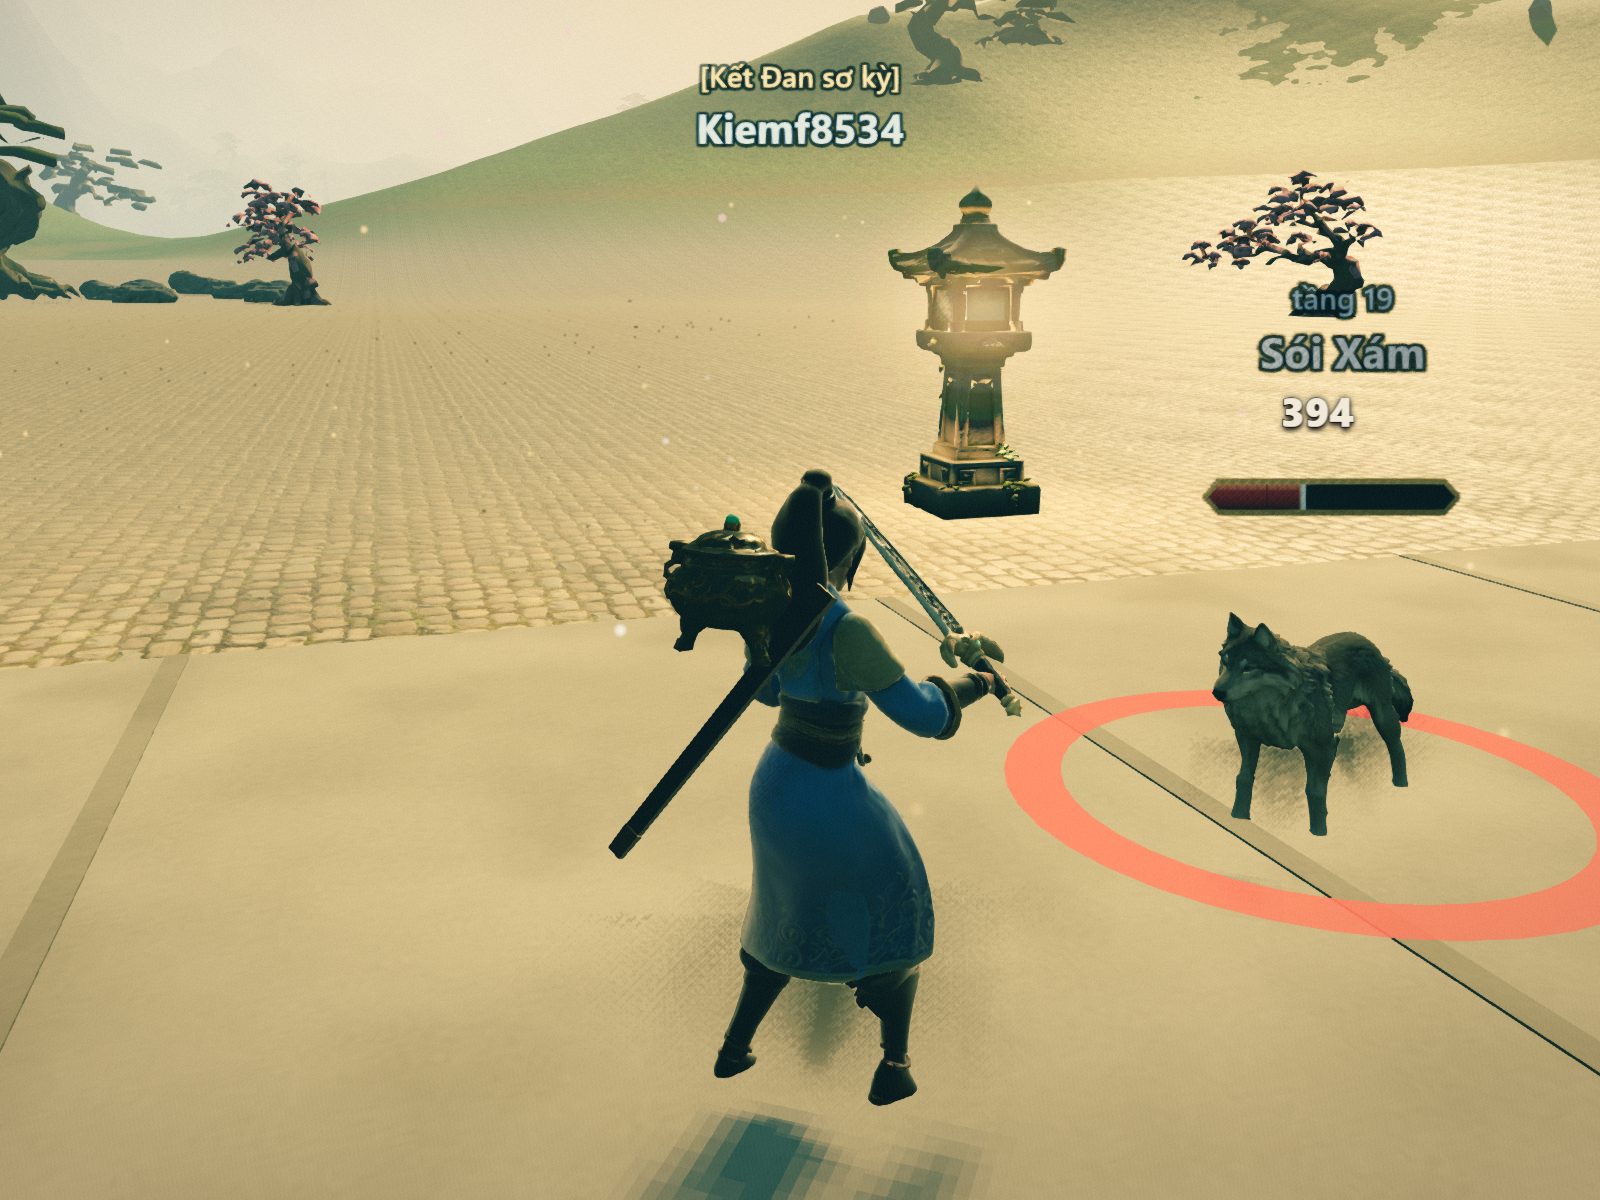 [Kết Đan sơ kỳ]
Kiemf8534
tầng 19
Sói Xám
394